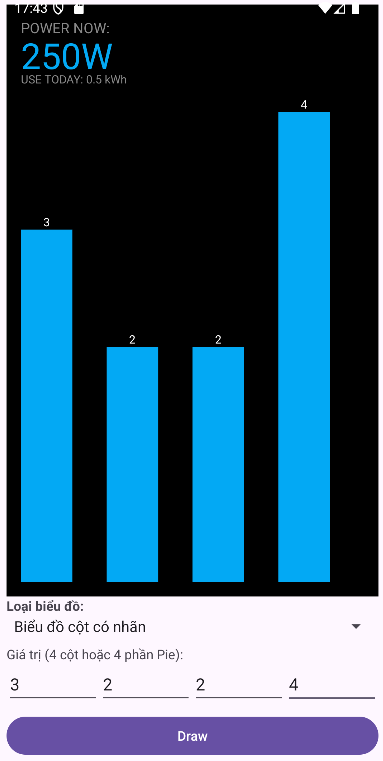 17:43
POWER NOW:
250W
USE TODAY: 0.5 kWh
4
3
2 2
Loại biểu đồ:
Biểu đồ cột có nhãn
Giá trị (4 cột hoặc 4 phần Pie):
3 2 2 4
Draw